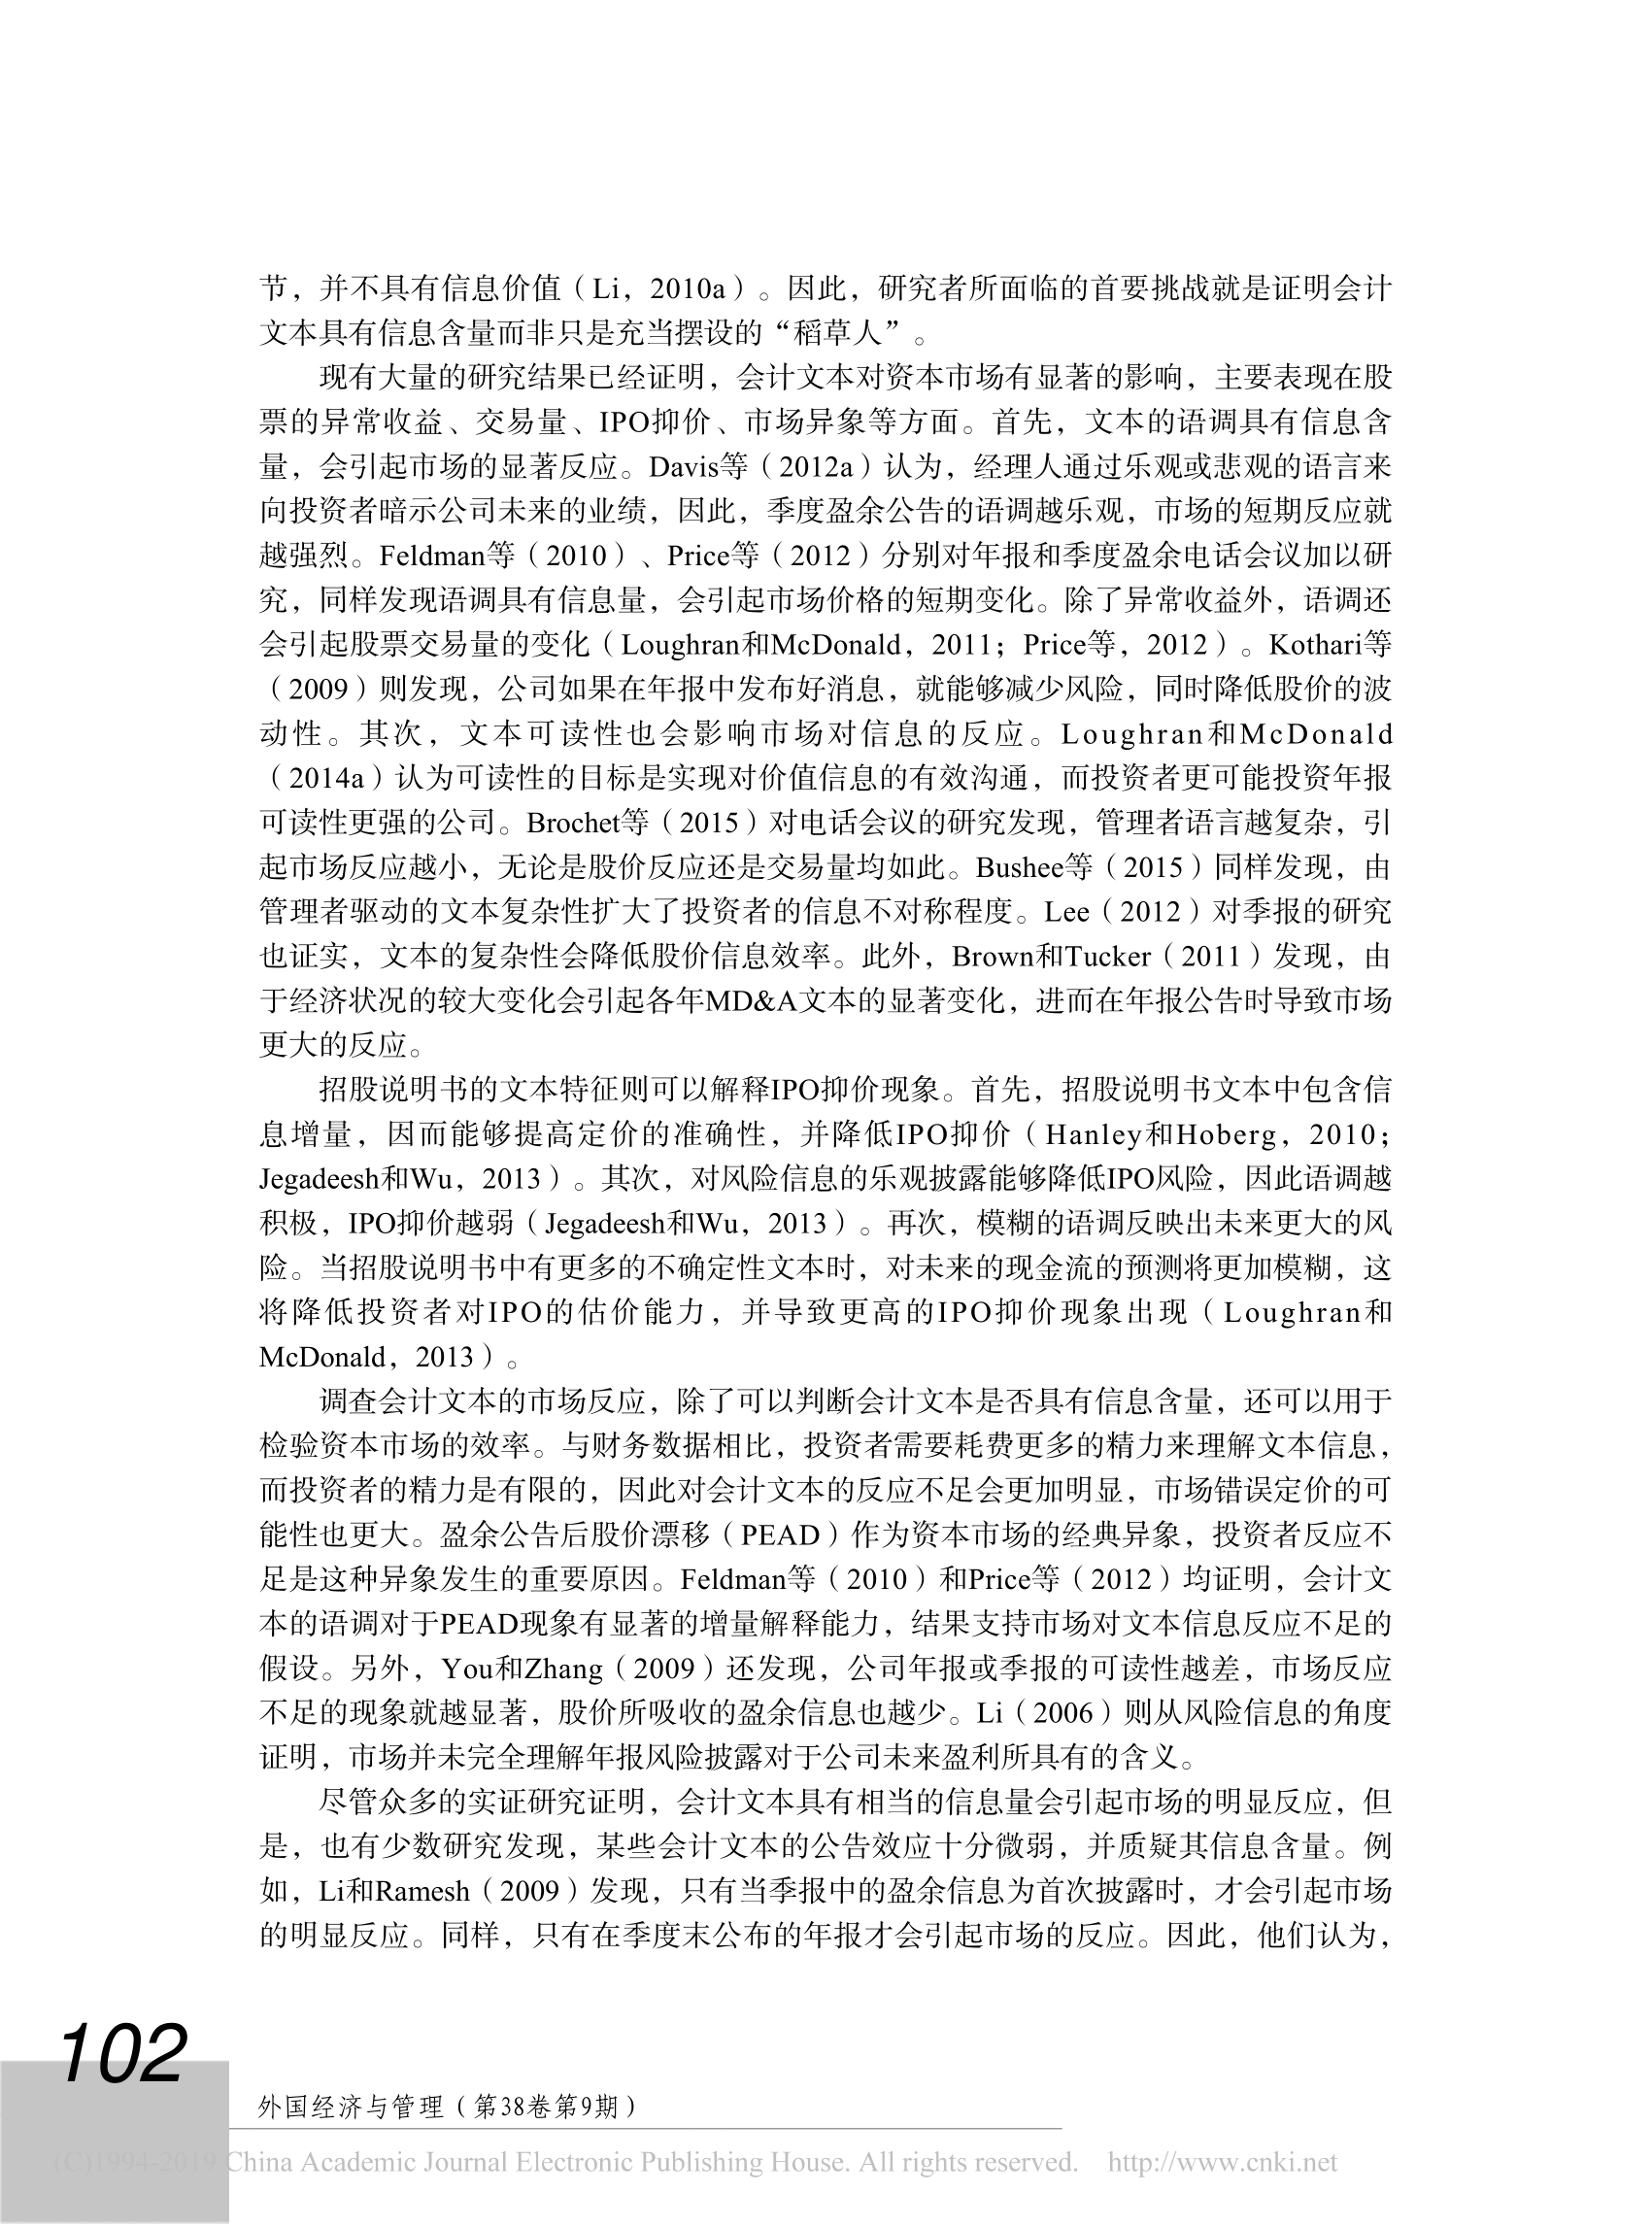 节，并不具有信息价值（Li，2010a）。因此，研究者所面临的首要挑战就是证明会计
文本具有信息含量而非只是充当摆设的“稻草人”。
现有大量的研究结果已经证明，会计文本对资本市场有显著的影响，主要表现在股
票的异常收益、交易量、IPO抑价、市场异象等方面。首先，文本的语调具有信息含
量，会引起市场的显著反应。Davis等（2012a）认为，经理人通过乐观或悲观的语言来
向投资者暗示公司未来的业绩，因此，季度盈余公告的语调越乐观，市场的短期反应就
越强烈。Feldman等（2010）、Price等（2012）分别对年报和季度盈余电话会议加以研
究，同样发现语调具有信息量，会引起市场价格的短期变化。除了异常收益外，语调还
会引起股票交易量的变化（Loughran和McDonald，2011；Price等，2012）。Kothari等
（2009）则发现，公司如果在年报中发布好消息，就能够减少风险，同时降低股价的波
动性。其次，文本可读性也会影响市场对信息的反应。Loughran和McDonald
（2014a）认为可读性的目标是实现对价值信息的有效沟通，而投资者更可能投资年报
可读性更强的公司。Brochet等（2015）对电话会议的研究发现，管理者语言越复杂，引
起市场反应越小，无论是股价反应还是交易量均如此。Bushee等（2015）同样发现，由
管理者驱动的文本复杂性扩大了投资者的信息不对称程度。Lee（2012）对季报的研究
也证实，文本的复杂性会降低股价信息效率。此外，Brown和Tucker（2011）发现，由
于经济状况的较大变化会引起各年MD&A文本的显著变化，进而在年报公告时导致市场
更大的反应。
招股说明书的文本特征则可以解释IPO抑价现象。首先，招股说明书文本中包含信
息增量，因而能够提高定价的准确性，并降低IPO抑价（Hanley和Hoberg，2010；
Jegadeesh和Wu，2013）。其次，对风险信息的乐观披露能够降低IPO风险，因此语调越
积极，IPO抑价越弱（Jegadeesh和Wu，2013）。再次，模糊的语调反映出未来更大的风
险。当招股说明书中有更多的不确定性文本时，对未来的现金流的预测将更加模糊，这
将降低投资者对IPO的估价能力，并导致更高的IPO抑价现象出现（Loughran和
McDonald，2013）。
调查会计文本的市场反应，除了可以判断会计文本是否具有信息含量，还可以用于
检验资本市场的效率。与财务数据相比，投资者需要耗费更多的精力来理解文本信息，
而投资者的精力是有限的，因此对会计文本的反应不足会更加明显，市场错误定价的可
能性也更大。盈余公告后股价漂移（PEAD）作为资本市场的经典异象，投资者反应不
足是这种异象发生的重要原因。Feldman等（2010）和Price等（2012）均证明，会计文
本的语调对于PEAD现象有显著的增量解释能力，结果支持市场对文本信息反应不足的
假设。另外，You和Zhang（2009）还发现，公司年报或季报的可读性越差，市场反应
不足的现象就越显著，股价所吸收的盈余信息也越少。Li（2006）则从风险信息的角度
证明，市场并未完全理解年报风险披露对于公司未来盈利所具有的含义。
尽管众多的实证研究证明，会计文本具有相当的信息量会引起市场的明显反应，但
是，也有少数研究发现，某些会计文本的公告效应十分微弱，并质疑其信息含量。例
如，Li和Ramesh（2009）发现，只有当季报中的盈余信息为首次披露时，才会引起市场
的明显反应。同样，只有在季度末公布的年报才会引起市场的反应。因此，他们认为，
102
外国经济与管理（第38卷第9期）
(C)1994-2019 China Academic Journal Electronic Publishing House. All rights reserved. http://www.cnki.net